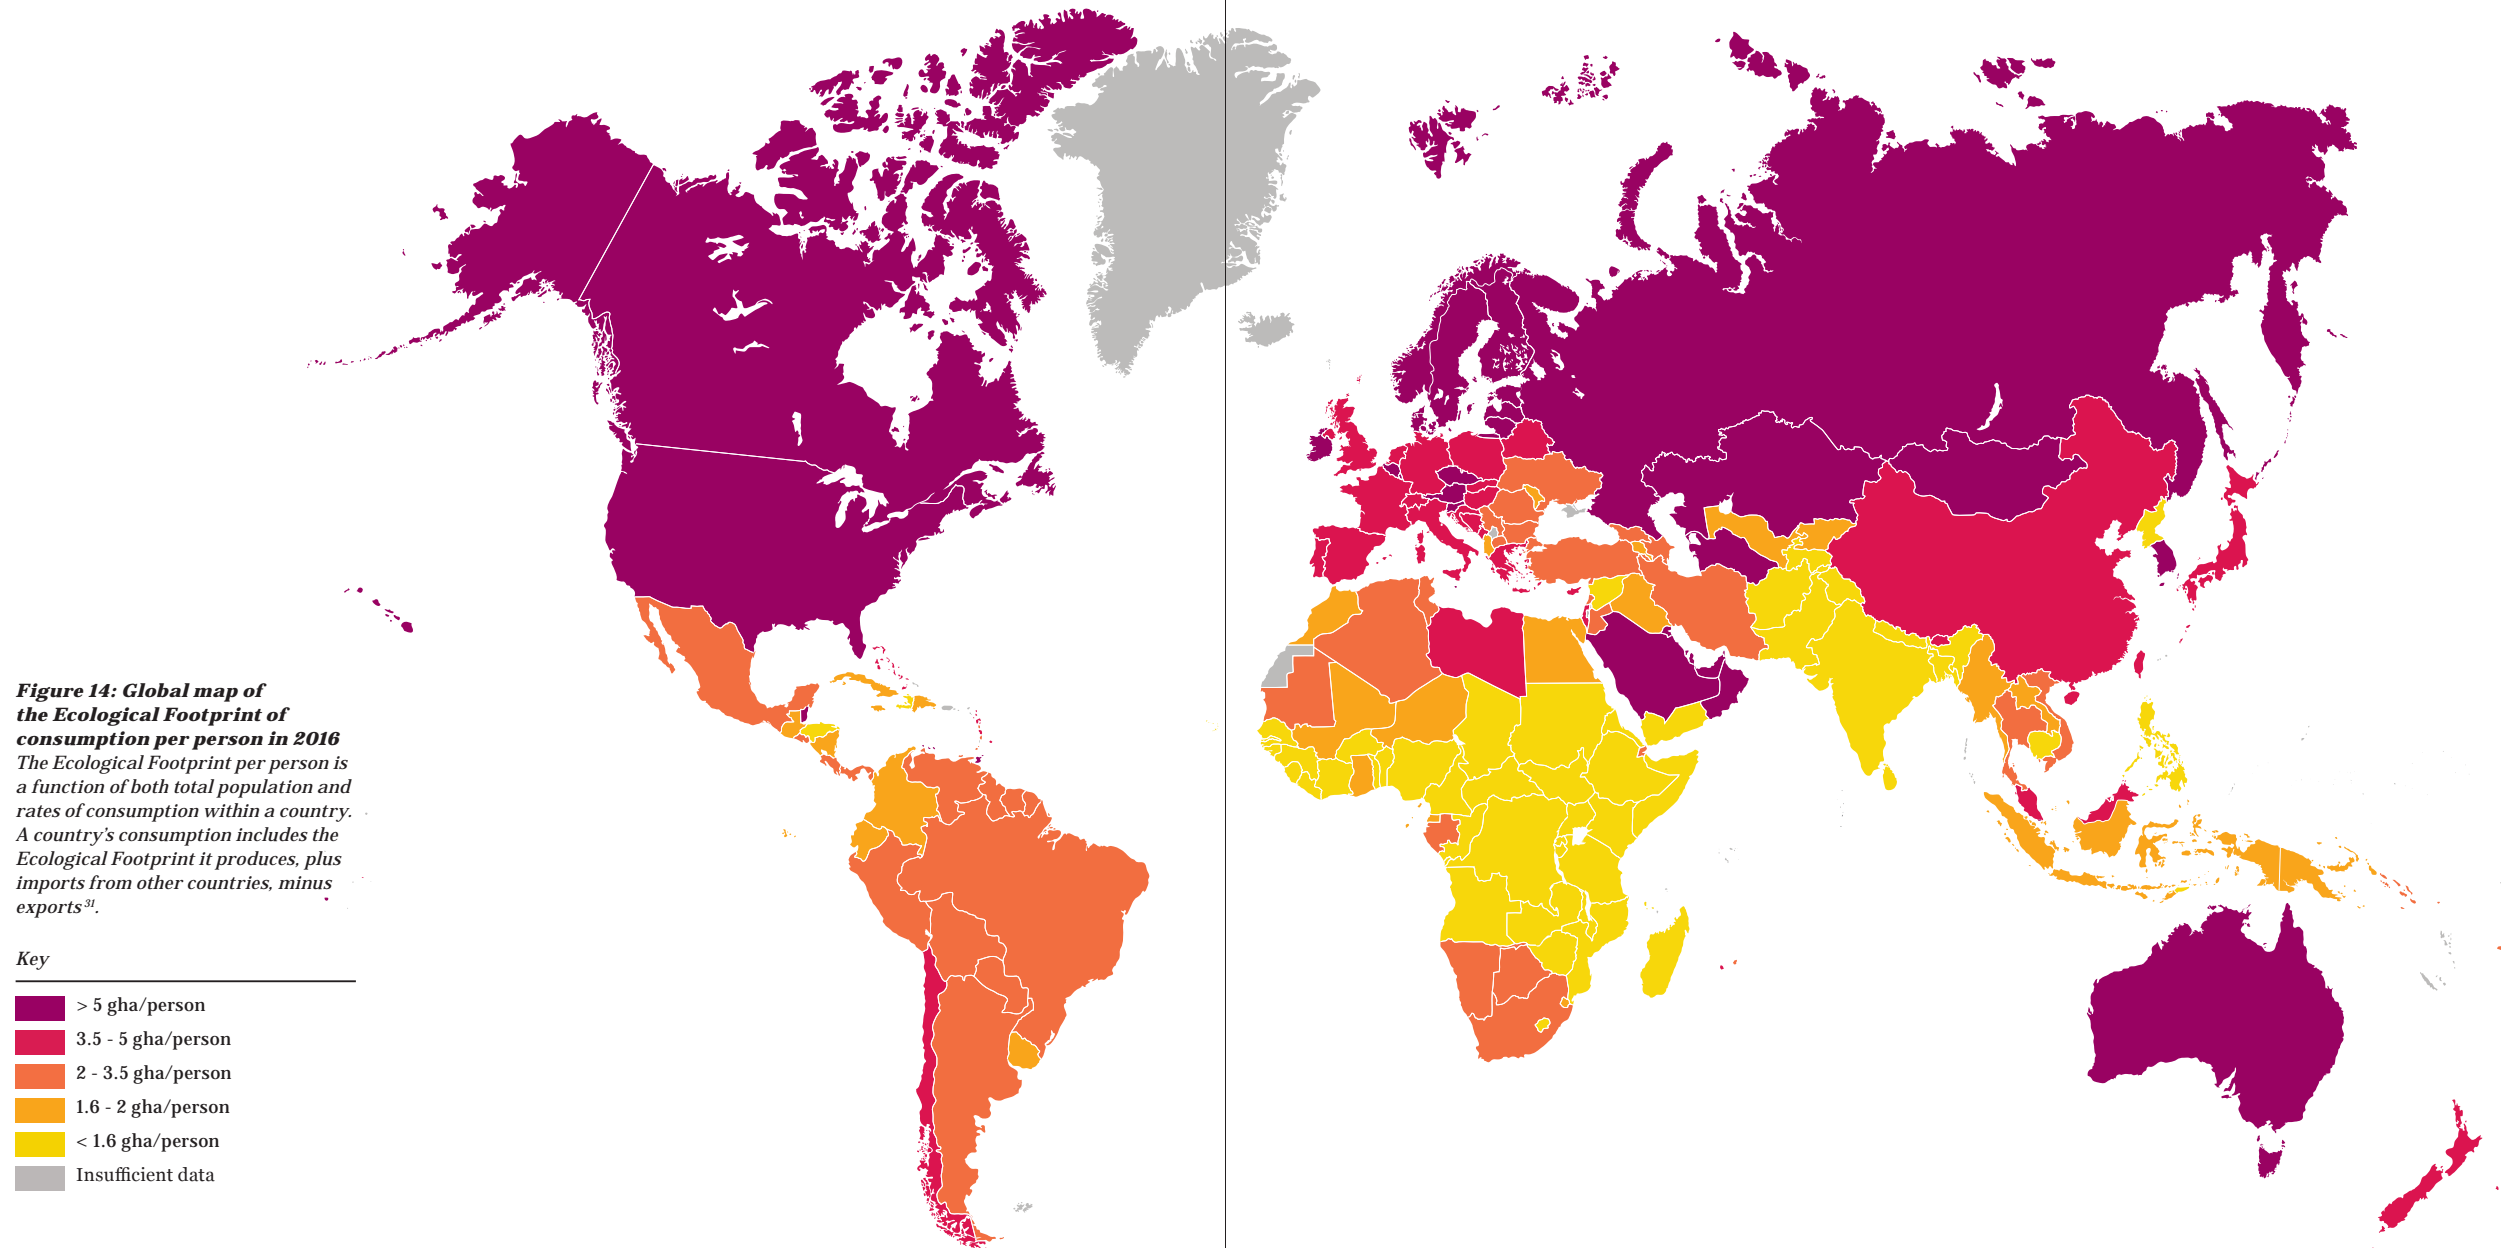 Figure 14: Global map of
the Ecological Footprint of
consumption per person in 2016
The Ecological Footprint per person is
a function of both total population and
rates of consumption within a country.
A country’s consumption includes the
Ecological Footprint it produces, plus
imports from other countries, minus
exports³¹.
Key
> 5 gha/person
3.5 - 5 gha/person
2 - 3.5 gha/person
1.6 - 2 gha/person
< 1.6 gha/person
Insufficient data